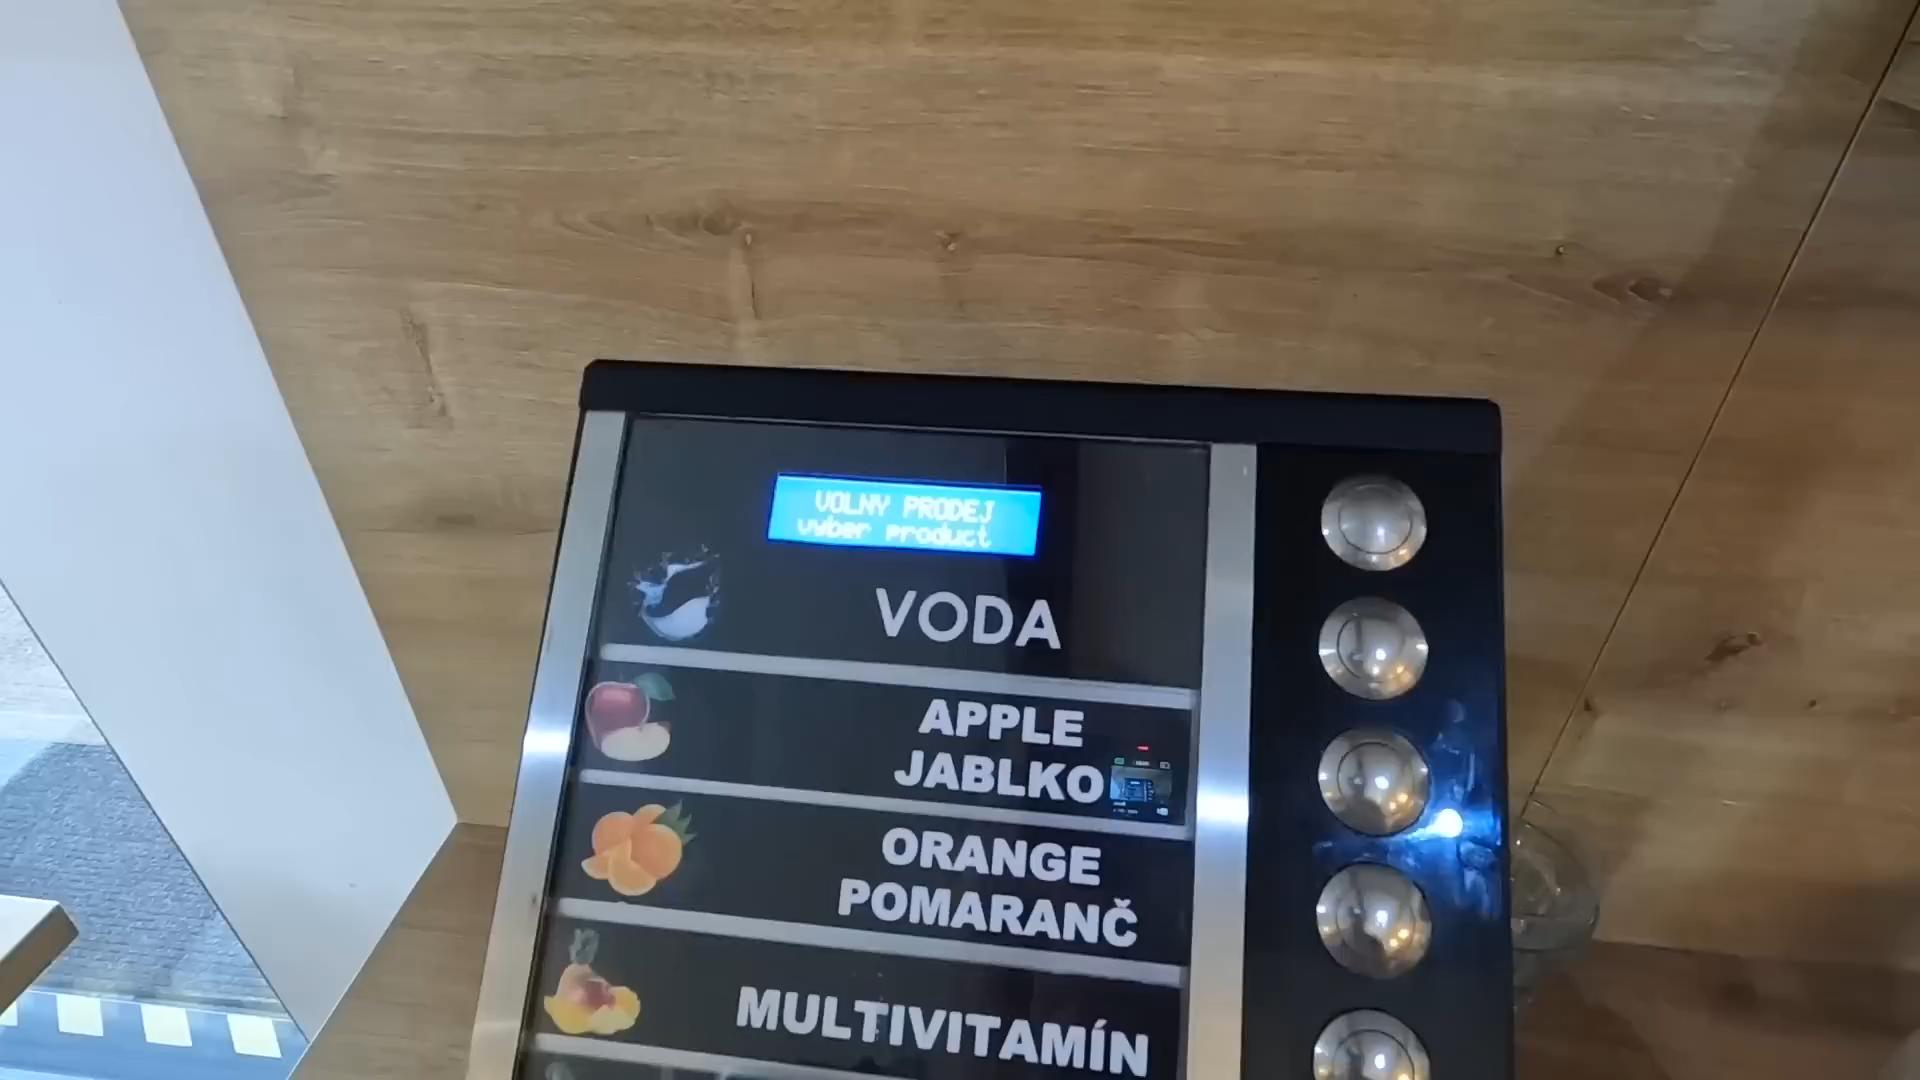 VOLNY PRODEJ
vyber product
VODA
APPLE
JABLKO
ORANGE
POMARANČ
MULTIVITAMÍN